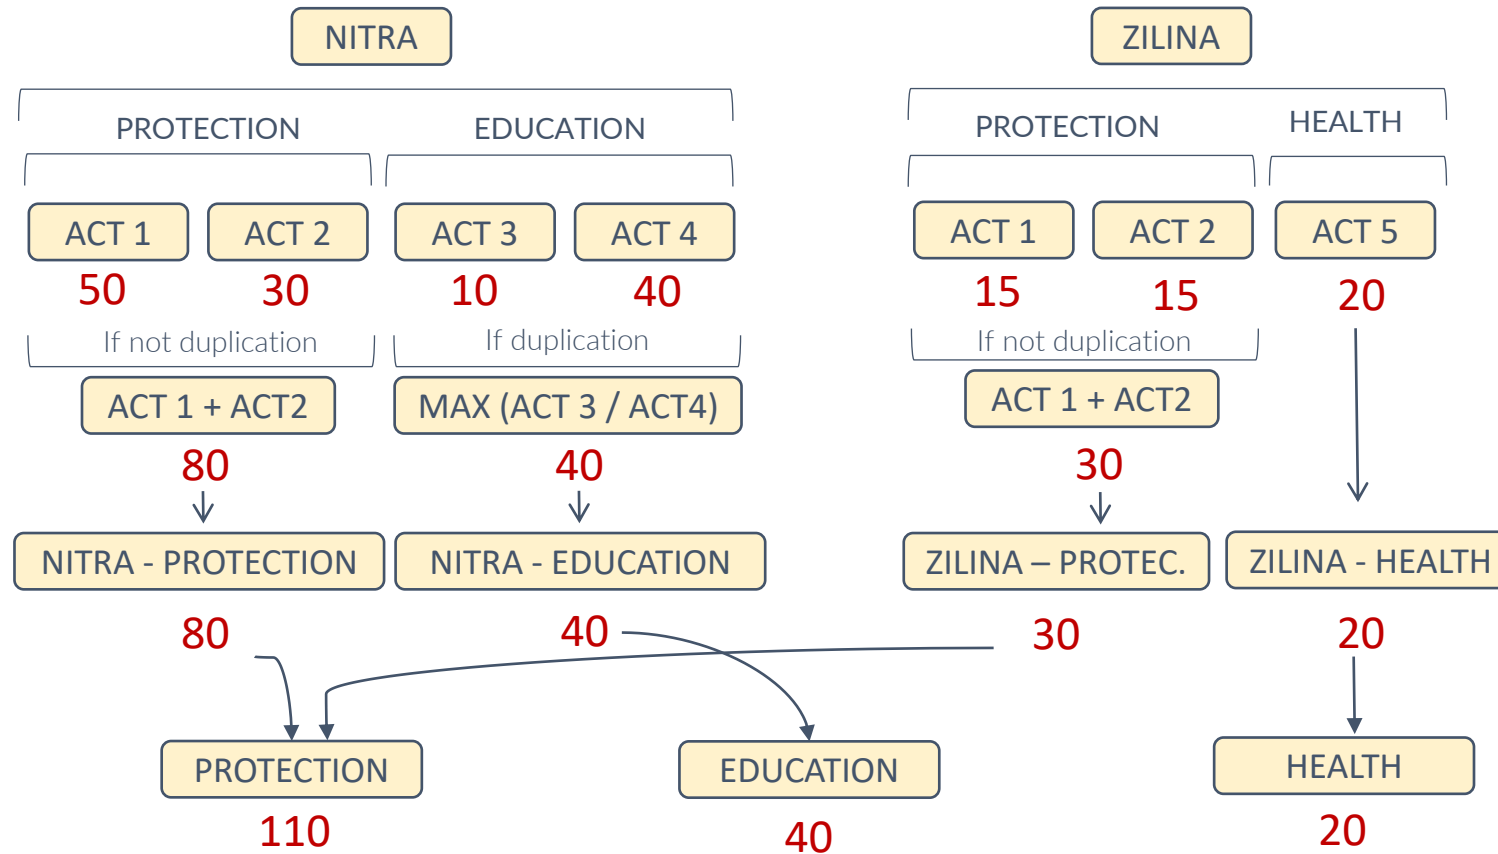 NITRA
ZILINA
PROTECTION
EDUCATION
PROTECTION
HEALTH
ACT 1
ACT 2
ACT 3
ACT 4
ACT 1
ACT 2
ACT 5
50
30
10
40
15
15
20
If not duplication
If duplication
If not duplication
ACT 1 + ACT2
MAX (ACT 3 / ACT4)
ACT 1 + ACT2
80
40
30
NITRA - PROTECTION
NITRA - EDUCATION
ZILINA – PROTEC.
ZILINA - HEALTH
80
40
30
20
PROTECTION
EDUCATION
HEALTH
110
40
20